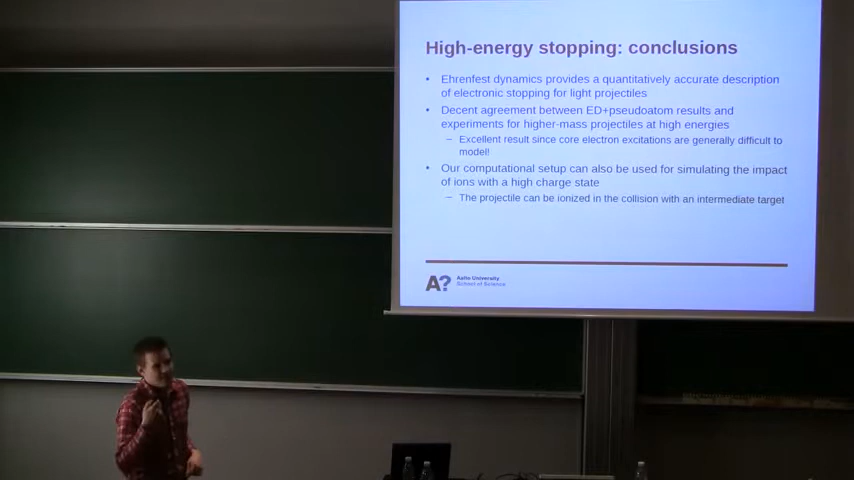 High-energy stopping: conclusions
• Ehrenfest dynamics provides a quantitatively accurate description
of electronic stopping for light projectiles
• Decent agreement between ED+pseudoatom results and
experiments for higher-mass projectiles at high energies
– Excellent result since core electron excitations are generally difficult to
model!
• Our computational setup can also be used for simulating the impact
of ions with a high charge state
– The projectile can be ionized in the collision with an intermediate target
A?
Aalto University
School of Science